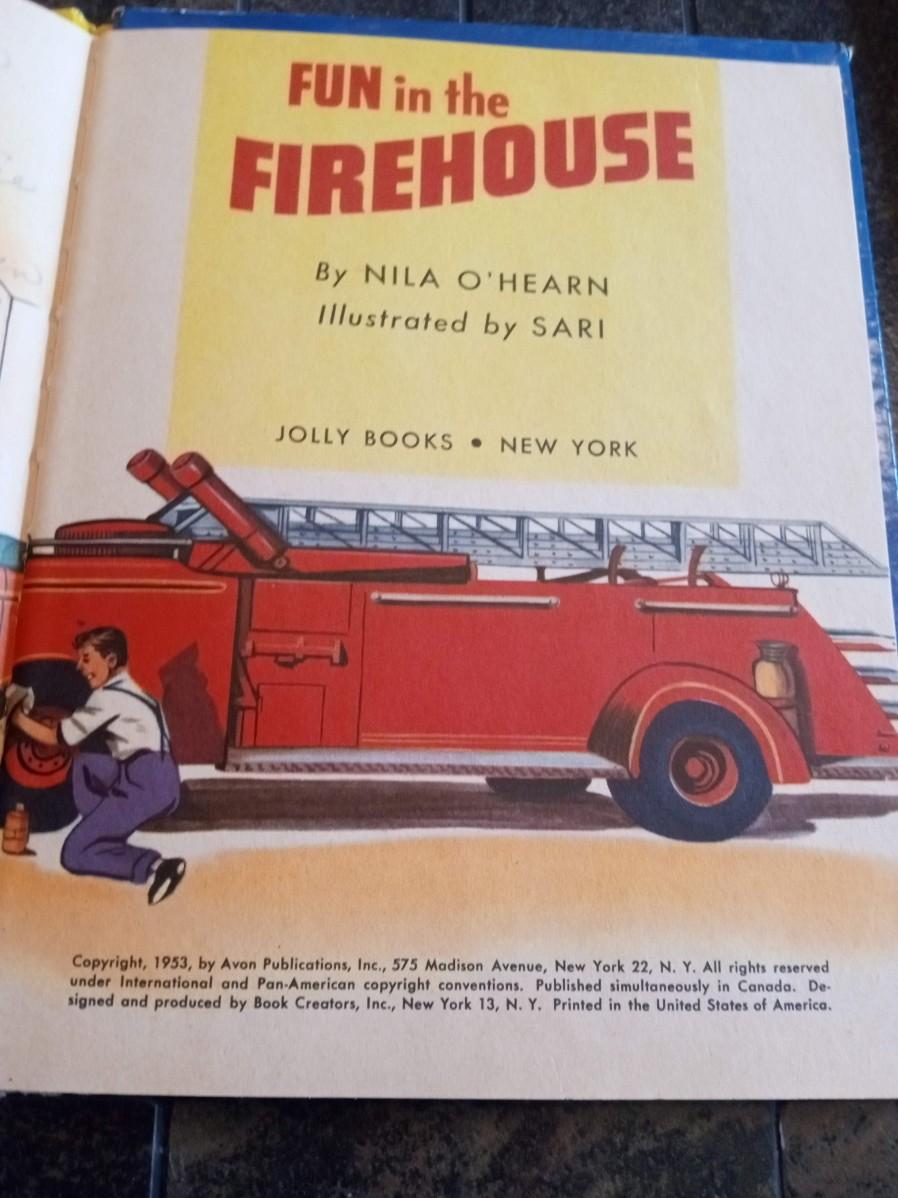 FUN in the
FIREHOUSE
By NILA O'HEARN
Illustrated by SARI
JOLLY BOOKS • NEW YORK
Copyright, 1953, by Avon Publications, Inc., 575 Madison Avenue, New York 22, N. Y. All rights reserved
under International and Pan-American copyright conventions. Published simultaneously in Canada. De-
signed and produced by Book Creators, Inc., New York 13, N. Y. Printed in the United States of America.